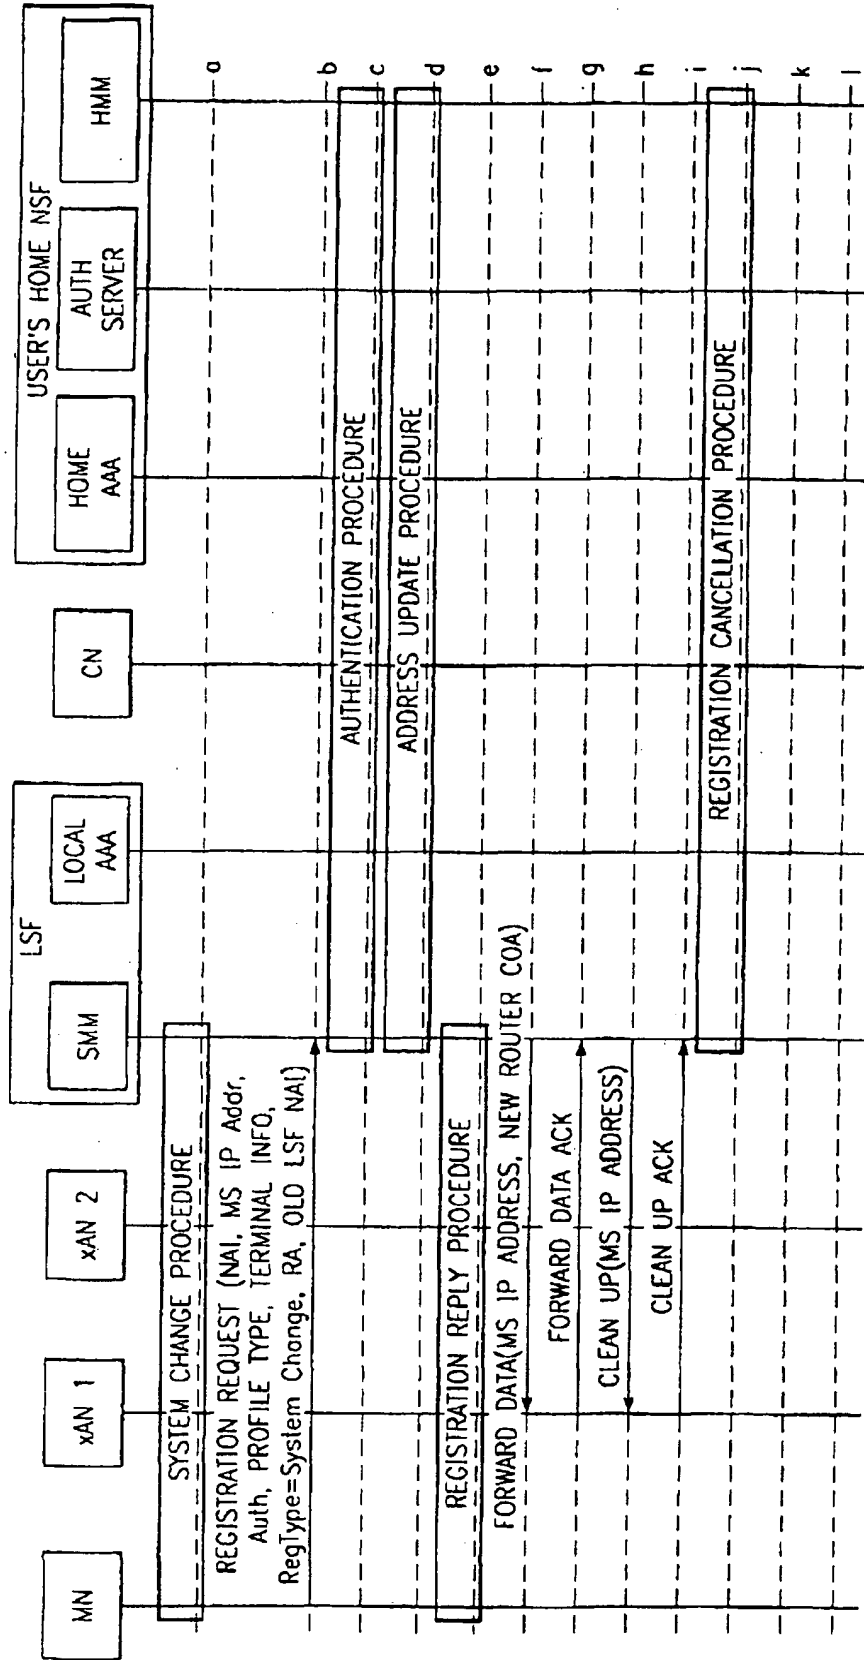 USER'S HOME NSF
LSF
MN
xAN 1
xAN 2
SMM
LOCAL
AAA
CN
HOME
AAA
AUTH
SERVER
HMM
SYSTEM CHANGE PROCEDURE
a
REGISTRATION REQUEST (NAI, MS IP Addr,
Auth, PROFILE TYPE, TERMINAL INFO,
RegType=System Change, RA, OLD LSF NAI)
b
AUTHENTICATION PROCEDURE
c
ADDRESS UPDATE PROCEDURE
d
REGISTRATION REPLY PROCEDURE
e
FORWARD DATA(MS IP ADDRESS, NEW ROUTER COA)
f
FORWARD DATA ACK
g
CLEAN UP(MS IP ADDRESS)
h
CLEAN UP ACK
i
REGISTRATION CANCELLATION PROCEDURE
j
k
l